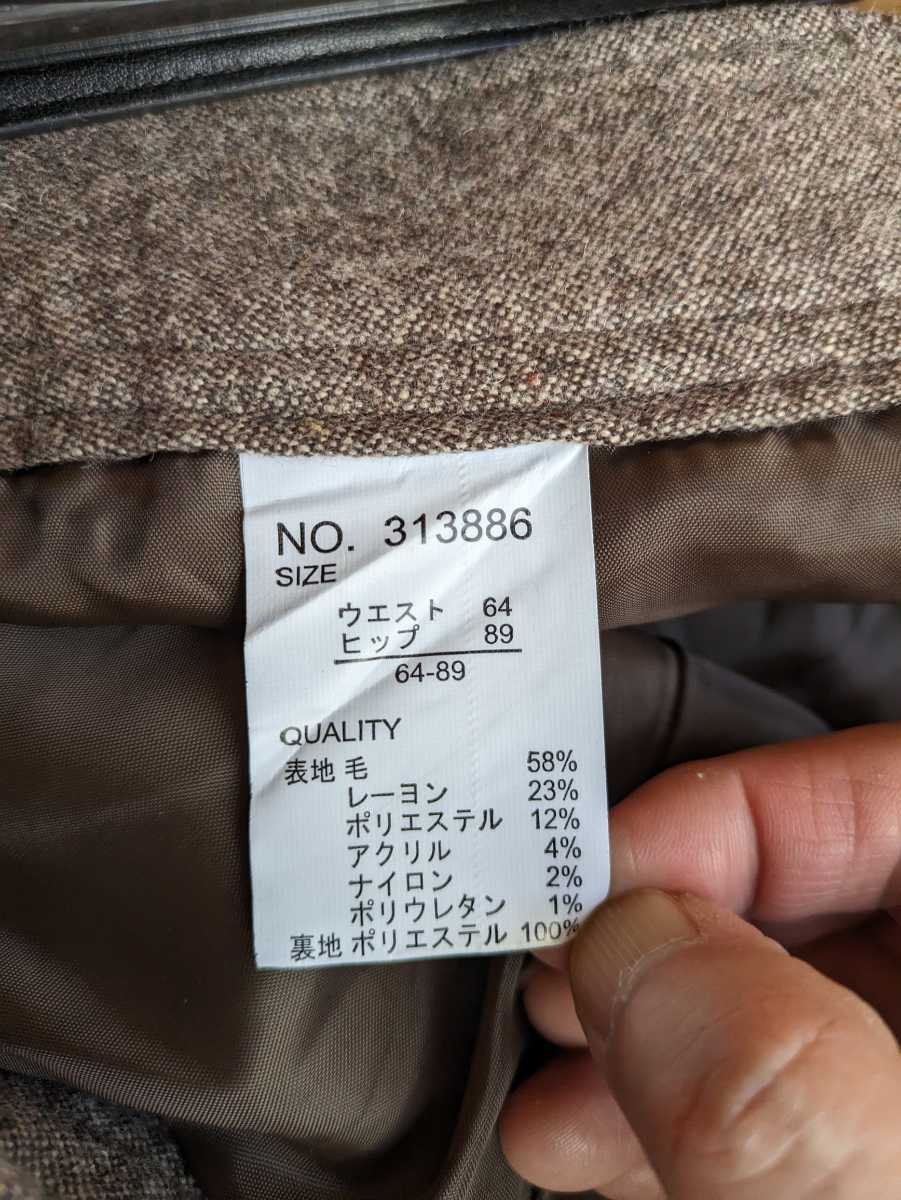 NO. 313886
SIZE
ウエスト 64
ヒップ 89
64-89
QUALITY
表地 毛 58%
レーヨン 23%
ポリエステル 12%
アクリル 4%
ナイロン 2%
ポリウレタン 1%
裏地 ポリエステル 100%